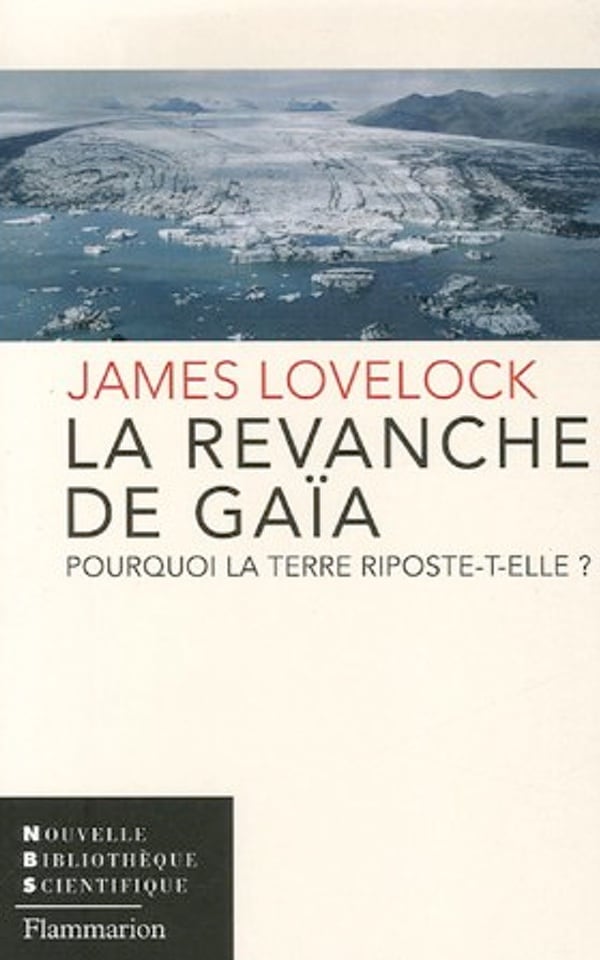 JAMES LOVELOCK
LA REVANCHE
DE GAÏA
POURQUOI LA TERRE RIPOSTE-T-ELLE ?
NOUVELLE
BIBLIOTHÈQUE
SCIENTIFIQUE
Flammarion